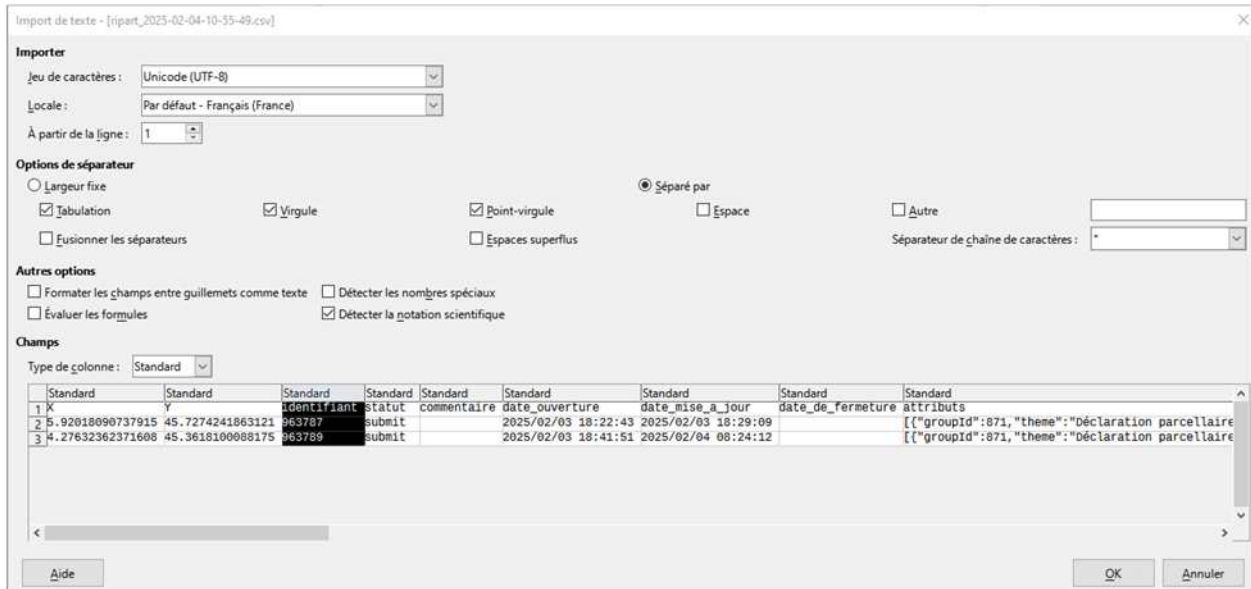 Import de texte - [ripart_2025-02-04-10-55-49.csv]
Importer
Jeu de caractères : Unicode (UTF-8)
Locale : Par défaut - Français (France)
À partir de la ligne : 1
Options de séparateur
Largeur fixe Séparé par
Tabulation Virgule Point-virgule Espace Autre
Fusionner les séparateurs Espaces superflus Séparateur de chaîne de caractères : "
Autres options
Formater les champs entre guillemets comme texte Détecter les nombres spéciaux
Évaluer les formules Détecter la notation scientifique
Champs
Type de colonne : Standard
Standard Standard Standard Standard Standard Standard Standard Standard Standard
1 X Y identifiant statut commentaire date_ouverture date_mise_a_jour date_de_fermeture attributs
2 5.92018090737915 45.7274241863121 963787 submit 2025/02/03 18:22:43 2025/02/03 18:29:09 [{"groupId":871,"theme":"Déclaration parcellaire
3 4.27632362371608 45.3618100088175 963789 submit 2025/02/03 18:41:51 2025/02/04 08:24:12 [{"groupId":871,"theme":"Déclaration parcellaire
Aide OK Annuler